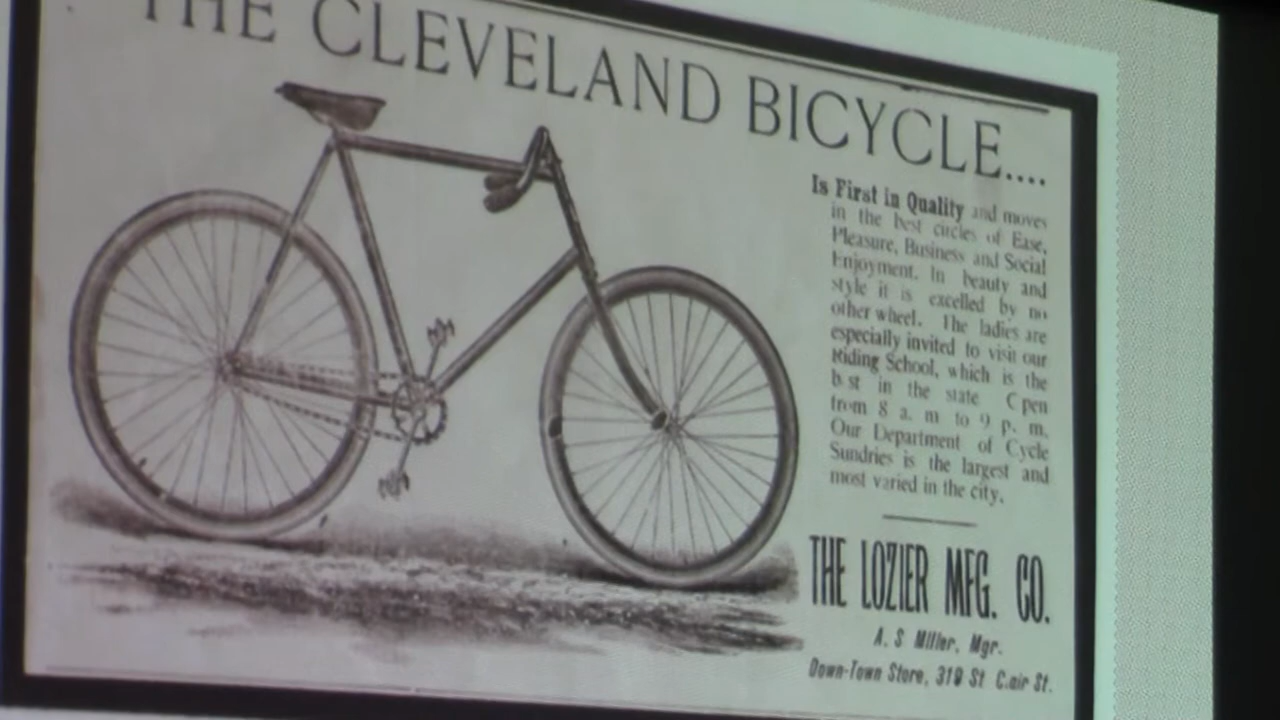 THE CLEVELAND BICYCLE....
Is First in Quality and moves
in the best circles of Ease,
Pleasure, Business and Social
Enjoyment. In beauty and
style it is excelled by no
other wheel. The ladies are
especially invited to visit our
Riding School, which is the
b st in the state C pen
from 8 a. m to 9 p. m.
Our Department of Cycle
Sundries is the largest and
most varied in the city.
THE LOZIER MFG. CO.
A. S Miller, Mgr.
Down-Town Store, St C.air St.